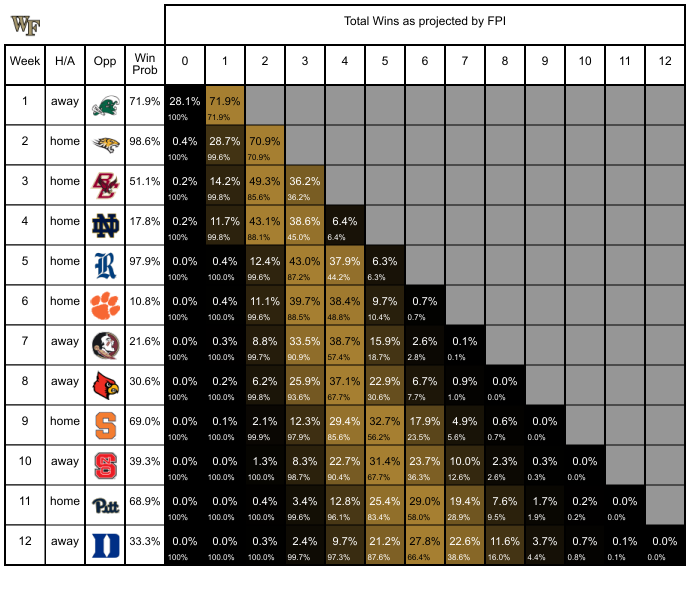 WF
Total Wins as projected by FPI
Week H/A Opp Win Prob 0 1 2 3 4 5 6 7 8 9 10 11 12
1 away 71.9% 28.1% 71.9%
100% 71.9%
2 home 98.6% 0.4% 28.7% 70.9%
100% 99.6% 70.9%
3 home BC 51.1% 0.2% 14.2% 49.3% 36.2%
100% 99.8% 85.6% 36.2%
4 home ND 17.8% 0.2% 11.7% 43.1% 38.6% 6.4%
100% 99.8% 88.1% 45.0% 6.4%
5 home R 97.9% 0.0% 0.4% 12.4% 43.0% 37.9% 6.3%
100% 100.0% 99.6% 87.2% 44.2% 6.3%
6 home 10.8% 0.0% 0.4% 11.1% 39.7% 38.4% 9.7% 0.7%
100% 100.0% 99.6% 88.5% 48.8% 10.4% 0.7%
7 away 21.6% 0.0% 0.3% 8.8% 33.5% 38.7% 15.9% 2.6% 0.1%
100% 100.0% 99.7% 90.9% 57.4% 18.7% 2.8% 0.1%
8 away 30.6% 0.0% 0.2% 6.2% 25.9% 37.1% 22.9% 6.7% 0.9% 0.0%
100% 100.0% 99.8% 93.6% 67.7% 30.6% 7.7% 1.0% 0.0%
9 home S 69.0% 0.0% 0.1% 2.1% 12.3% 29.4% 32.7% 17.9% 4.9% 0.6% 0.0%
100% 100.0% 99.9% 97.9% 85.6% 56.2% 23.5% 5.6% 0.7% 0.0%
10 away NCS 39.3% 0.0% 0.0% 1.3% 8.3% 22.7% 31.4% 23.7% 10.0% 2.3% 0.3% 0.0%
100% 100.0% 100.0% 98.7% 90.4% 67.7% 36.3% 12.6% 2.6% 0.3% 0.0%
11 home Pitt 68.9% 0.0% 0.0% 0.4% 3.4% 12.8% 25.4% 29.0% 19.4% 7.6% 1.7% 0.2% 0.0%
100% 100.0% 100.0% 99.6% 96.1% 83.4% 58.0% 28.9% 9.5% 1.9% 0.2% 0.0%
12 away D 33.3% 0.0% 0.0% 0.3% 2.4% 9.7% 21.2% 27.8% 22.6% 11.6% 3.7% 0.7% 0.1% 0.0%
100% 100.0% 100.0% 99.7% 97.3% 87.6% 66.4% 38.6% 16.0% 4.4% 0.8% 0.1% 0.0%